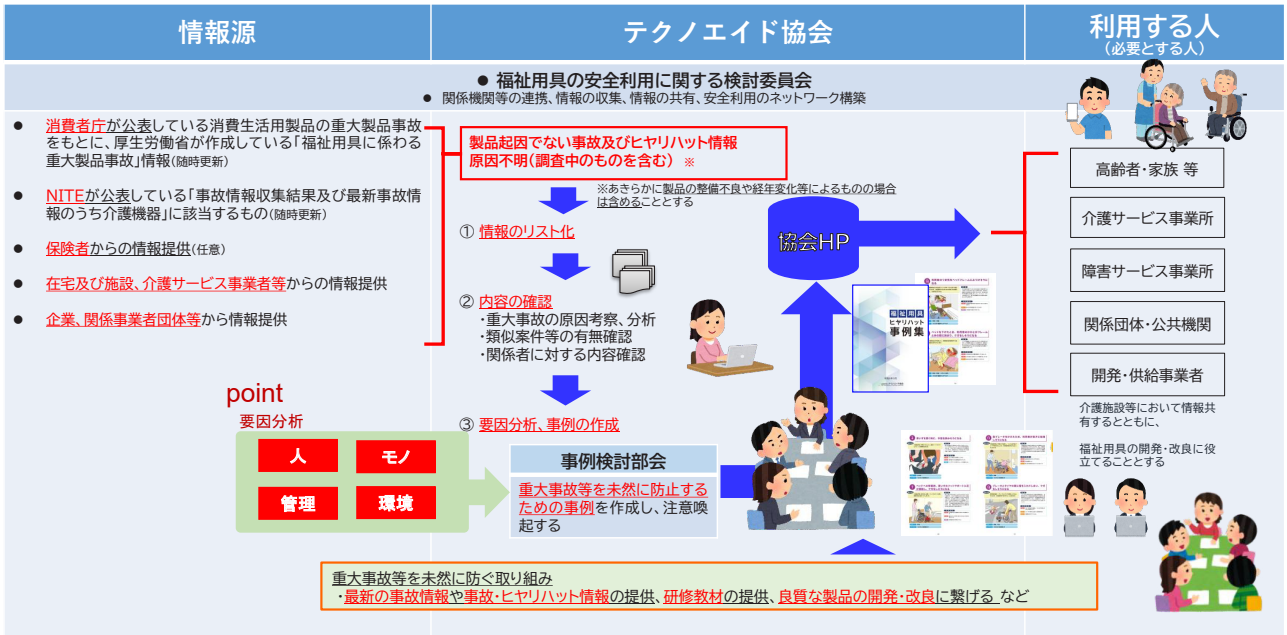 情報源
テクノエイド協会
利用する人
(必要とする人)
● 福祉用具の安全利用に関する検討委員会
● 関係機関等の連携、情報の収集、情報の共有、安全利用のネットワーク構築
● 消費者庁が公表している消費生活用製品の重大製品事故
をもとに、厚生労働省が作成している「福祉用具に係わる
重大製品事故」情報(随時更新)
● NITEが公表している「事故情報収集結果及び最新事故情
報のうち介護機器」に該当するもの(随時更新)
● 保険者からの情報提供(任意)
● 在宅及び施設、介護サービス事業者等からの情報提供
● 企業、関係事業者団体等から情報提供
point
要因分析
人
モノ
管理
環境
製品起因でない事故及びヒヤリハット情報
原因不明(調査中のものを含む) ※
※あきらかに製品の整備不良や経年変化等によるものの場合
は含めることとする
① 情報のリスト化
② 内容の確認
・重大事故の原因考察、分析
・類似案件等の有無確認
・関係者に対する内容確認
③ 要因分析、事例の作成
事例検討部会
重大事故等を未然に防止する
ための事例を作成し、注意喚
起する
協会HP
福祉用具
ヒヤリハット
事例集
高齢者・家族 等
介護サービス事業所
障害サービス事業所
関係団体・公共機関
開発・供給事業者
介護施設等において情報共
有するとともに、
福祉用具の開発・改良に役
立てることとする
重大事故等を未然に防ぐ取り組み
・最新の事故情報や事故・ヒヤリハット情報の提供、研修教材の提供、良質な製品の開発・改良に繋げる など